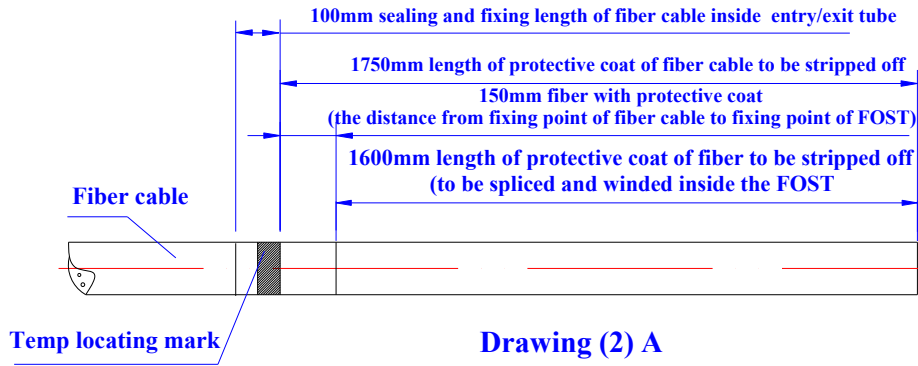 100mm sealing and fixing length of fiber cable inside entry/exit tube
1750mm length of protective coat of fiber cable to be stripped off
150mm fiber with protective coat
(the distance from fixing point of fiber cable to fixing point of FOST)
1600mm length of protective coat of fiber to be stripped off
(to be spliced and winded inside the FOST
Fiber cable
Temp locating mark
Drawing (2) A